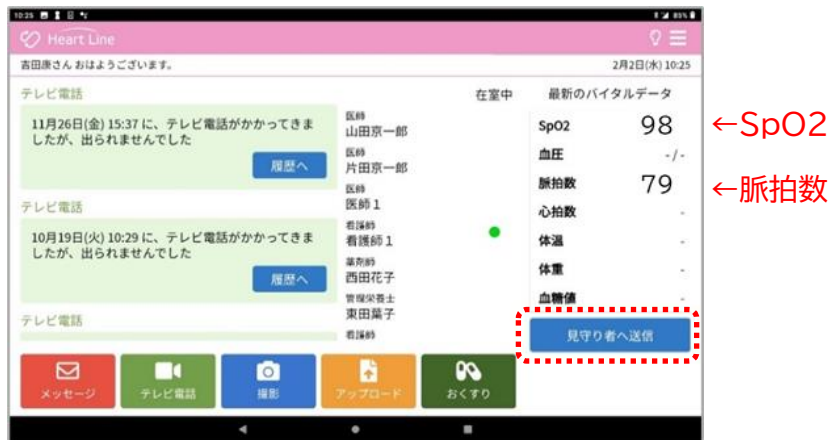 10:25 85%
Heart Line
吉田康さん おはようございます。 2月2日(水) 10:25
テレビ電話 在室中 最新のバイタルデータ
11月26日(金) 15:37 に、テレビ電話がかかってきま
したが、出られませんでした
履歴へ
テレビ電話
10月19日(火) 10:29 に、テレビ電話がかかってきま
したが、出られませんでした
履歴へ
テレビ電話
医師
山田京一郎
医師
片田京一郎
医師
医師1
看護師
看護師1
薬剤師
西田花子
管理栄養士
東田葉子
看護師
SpO2 98 ←SpO2
血圧 -/-
脈拍数 79 ←脈拍数
心拍数 -
体温 -
体重 -
血糖値 -
見守り者へ送信
メッセージ テレビ電話 撮影 アップロード おくすり